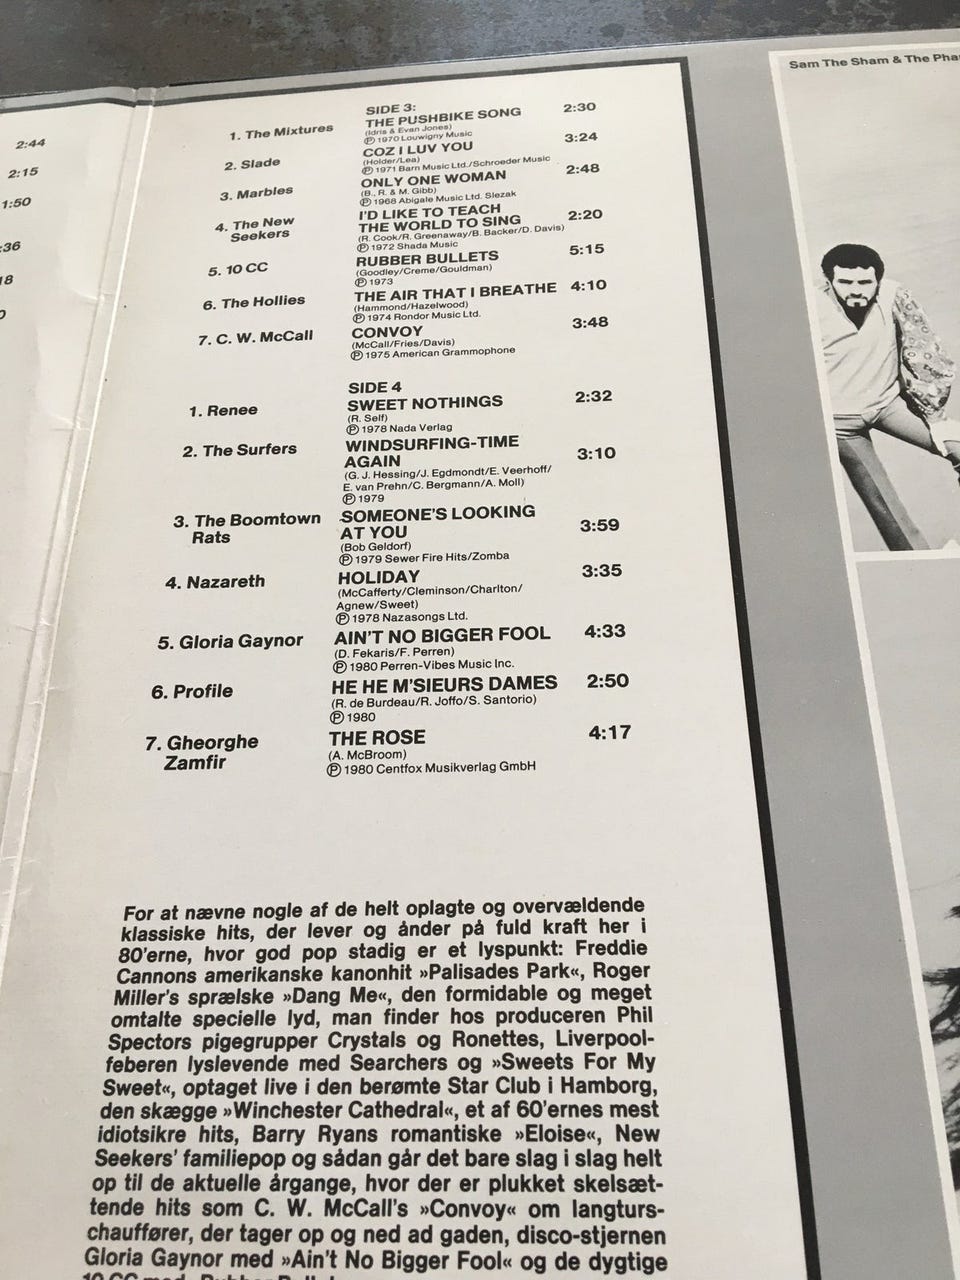 2:44
2:15
1:50
:36
18
Sam The Sham & The Pha
SIDE 3:
1. The Mixtures THE PUSHBIKE SONG 2:30
(Idris & Evan Jones)
Ⓟ 1970 Louwigny Music
2. Slade COZ I LUV YOU 3:24
(Holder/Lea)
Ⓟ 1971 Barn Music Ltd./Schroeder Music
3. Marbles ONLY ONE WOMAN 2:48
(B., R. & M. Gibb)
Ⓟ 1968 Abigale Music Ltd. Slezak
4. The New Seekers I'D LIKE TO TEACH
THE WORLD TO SING 2:20
(R. Cook/R. Greenaway/B. Backer/D. Davis)
Ⓟ 1972 Shada Music
5. 10 CC RUBBER BULLETS 5:15
(Goodley/Creme/Gouldman)
Ⓟ 1973
6. The Hollies THE AIR THAT I BREATHE 4:10
(Hammond/Hazelwood)
Ⓟ 1974 Rondor Music Ltd.
7. C. W. McCall CONVOY 3:48
(McCall/Fries/Davis)
Ⓟ 1975 American Grammophone
SIDE 4
1. Renee SWEET NOTHINGS 2:32
(R. Self)
Ⓟ 1978 Nada Verlag
2. The Surfers WINDSURFING-TIME
AGAIN 3:10
(G. J. Hessing/J. Egdmondt/E. Veerhoff/
E. van Prehn/C. Bergmann/A. Moll)
Ⓟ 1979
3. The Boomtown SOMEONE'S LOOKING
Rats AT YOU 3:59
(Bob Geldorf)
Ⓟ 1979 Sewer Fire Hits/Zomba
4. Nazareth HOLIDAY 3:35
(McCafferty/Cleminson/Charlton/
Agnew/Sweet)
Ⓟ 1978 Nazasongs Ltd.
5. Gloria Gaynor AIN'T NO BIGGER FOOL 4:33
(D. Fekaris/F. Perren)
Ⓟ 1980 Perren-Vibes Music Inc.
6. Profile HE HE M'SIEURS DAMES 2:50
(R. de Burdeau/R. Joffo/S. Santorio)
Ⓟ 1980
7. Gheorghe THE ROSE 4:17
Zamfir (A. McBroom)
Ⓟ 1980 Centfox Musikverlag GmbH
For at nævne nogle af de helt oplagte og overvældende
klassiske hits, der lever og ånder på fuld kraft her i
80'erne, hvor god pop stadig er et lyspunkt: Freddie
Cannons amerikanske kanonhit »Palisades Park«, Roger
Miller's sprælske »Dang Me«, den formidable og meget
omtalte specielle lyd, man finder hos produceren Phil
Spectors pigegrupper Crystals og Ronettes, Liverpool-
feberen lyslevende med Searchers og »Sweets For My
Sweet«, optaget live i den berømte Star Club i Hamborg,
den skægge »Winchester Cathedral«, et af 60'ernes mest
idiotsikre hits, Barry Ryans romantiske »Eloise«, New
Seekers' familiepop og sådan går det bare slag i slag helt
op til de aktuelle årgange, hvor der er plukket skelsæt-
tende hits som C. W. McCall's »Convoy« om langturs-
chauffører, der tager op og ned ad gaden, disco-stjernen
Gloria Gaynor med »Ain't No Bigger Fool« og de dygtige
10 CC med